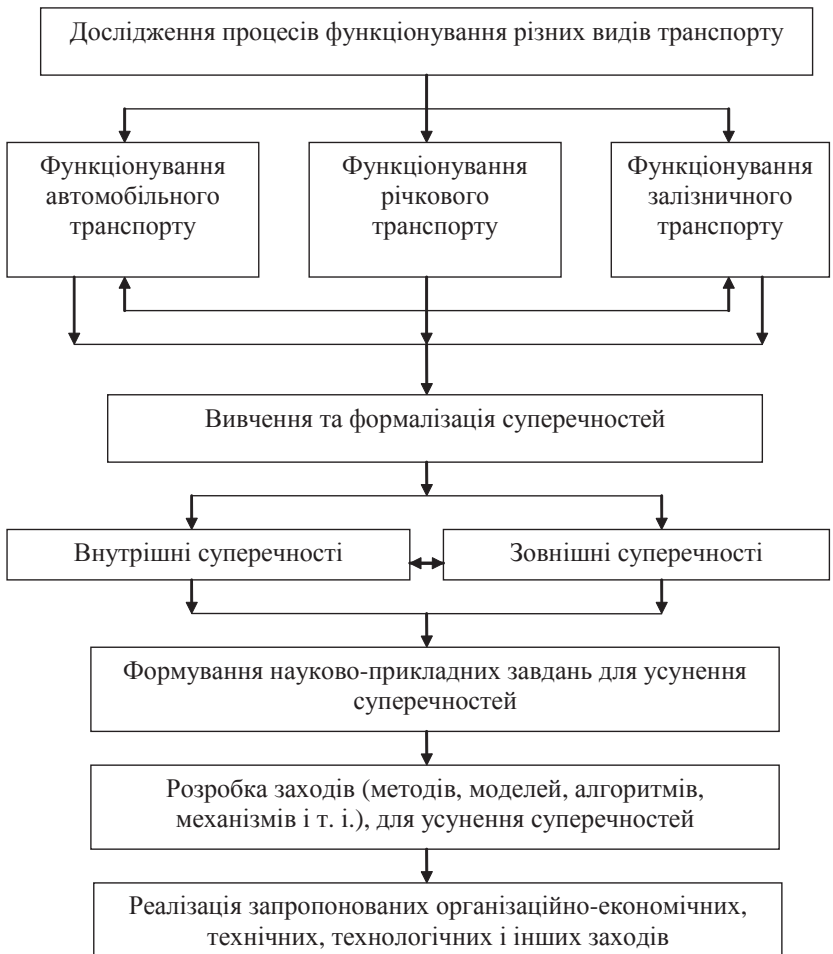 Дослідження процесів функціонування різних видів транспорту
Функціонування
автомобільного
транспорту
Функціонування
річкового
транспорту
Функціонування
залізничного
транспорту
Вивчення та формалізація суперечностей
Внутрішні суперечності
Зовнішні суперечності
Формування науково-прикладних завдань для усунення
суперечностей
Розробка заходів (методів, моделей, алгоритмів,
механізмів і т. і.), для усунення суперечностей
Реалізація запропонованих організаційно-економічних,
технічних, технологічних і інших заходів